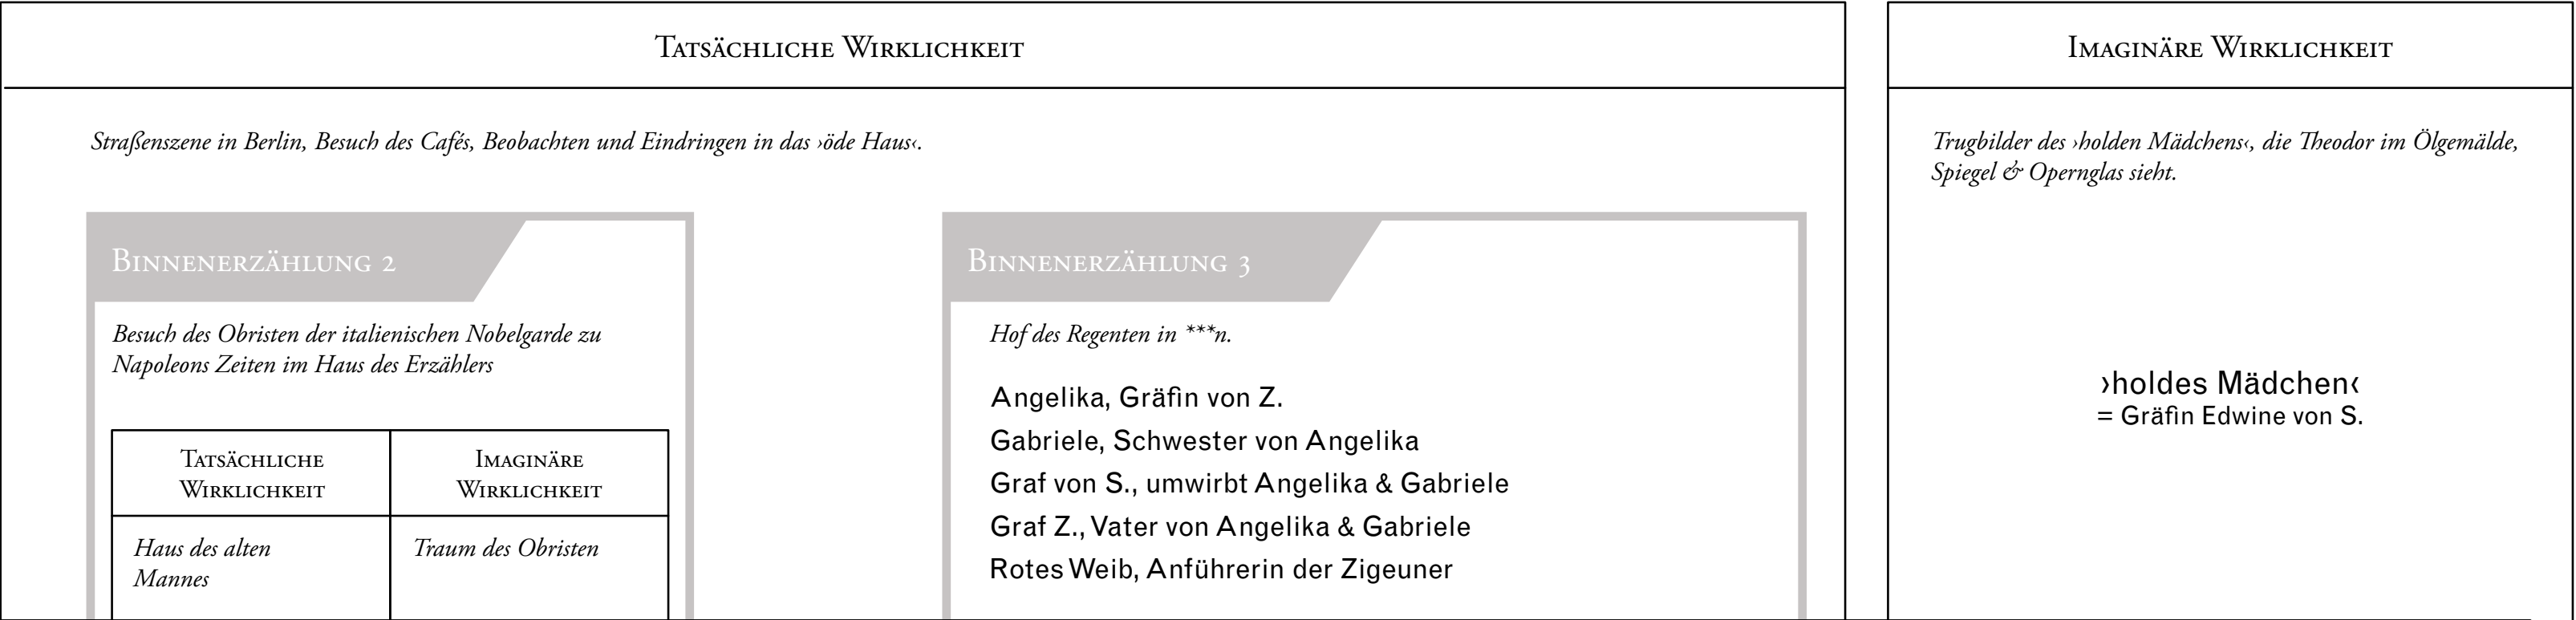 Tatsächliche Wirklichkeit
Straßenszene in Berlin, Besuch des Cafés, Beobachten und Eindringen in das ›öde Haus‹.
Binnenerzählung 2
Besuch des Obristen der italienischen Nobelgarde zu
Napoleons Zeiten im Haus des Erzählers
Tatsächliche
Wirklichkeit
Haus des alten
Mannes
Imaginäre
Wirklichkeit
Traum des Obristen
Binnenerzählung 3
Hof des Regenten in ***n.
Angelika, Gräfin von Z.
Gabriele, Schwester von Angelika
Graf von S., umwirbt Angelika & Gabriele
Graf Z., Vater von Angelika & Gabriele
Rotes Weib, Anführerin der Zigeuner
Imaginäre Wirklichkeit
Trugbilder des ›holden Mädchens‹, die Theodor im Ölgemälde,
Spiegel & Opernglas sieht.
›holdes Mädchen‹
= Gräfin Edwine von S.